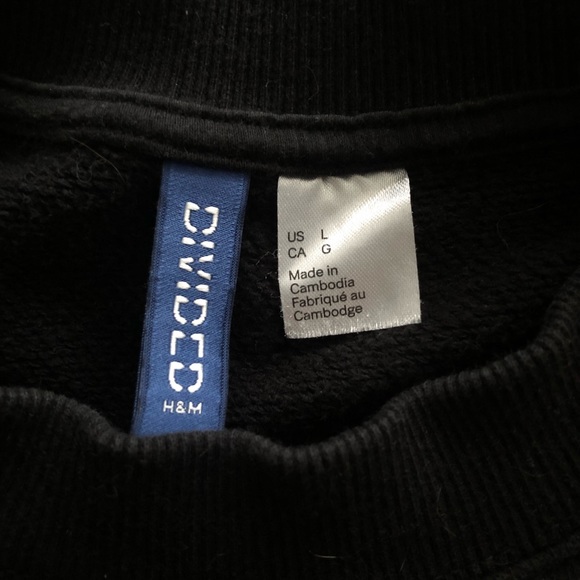 DIVIDED
H&M
US L
CA G
Made in
Cambodia
Fabriqué au
Cambodge